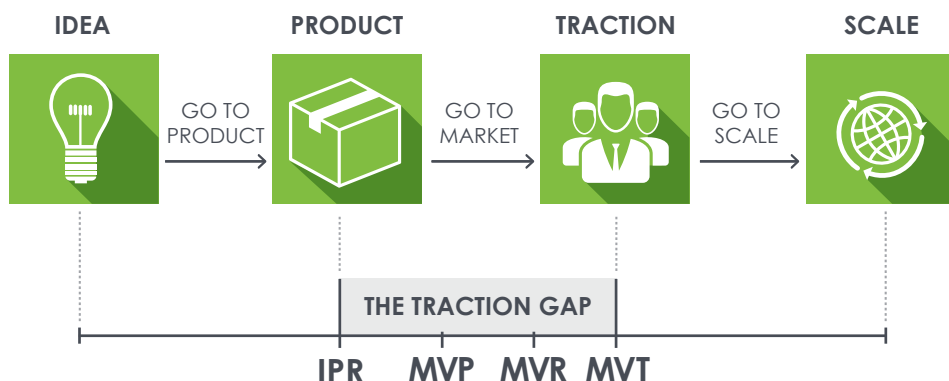 IDEA
PRODUCT
TRACTION
SCALE
GO TO
PRODUCT
GO TO
MARKET
GO TO
SCALE
THE TRACTION GAP
IPR
MVP
MVR
MVT